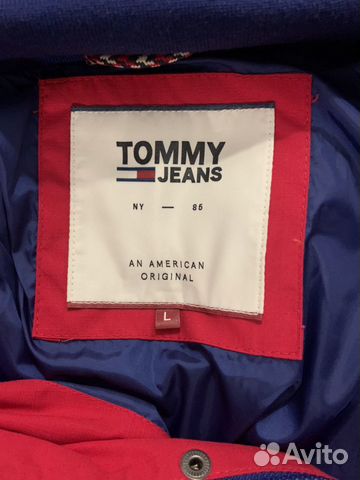 TOMMY
JEANS
NY — 85
AN AMERICAN
ORIGINAL
L
Avito